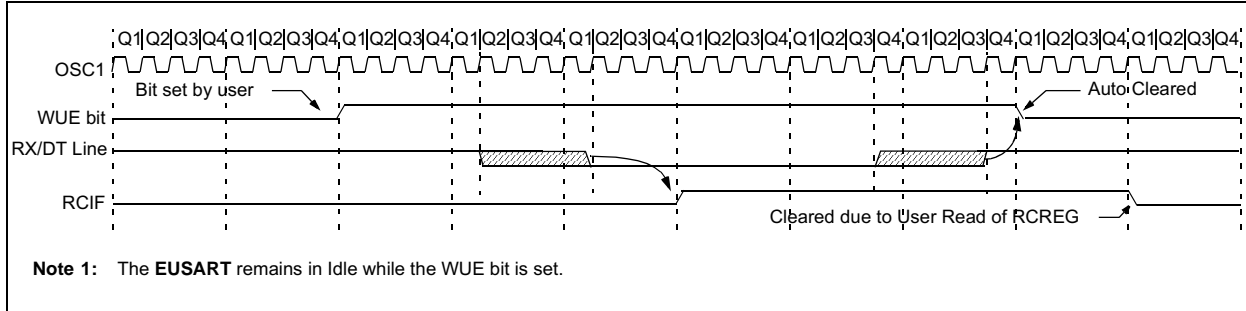 Q1|Q2|Q3|Q4|Q1|Q2|Q3|Q4|Q1|Q2|Q3|Q4|Q1|Q2|Q3|Q4|Q1|Q2|Q3|Q4|Q1|Q2|Q3|Q4|Q1|Q2|Q3|Q4|Q1|Q2|Q3|Q4|Q1|Q2|Q3|Q4|Q1|Q2|Q3|Q4
OSC1
Bit set by user
Auto Cleared
WUE bit
RX/DT Line
RCIF
Cleared due to User Read of RCREG
Note 1: The EUSART remains in Idle while the WUE bit is set.